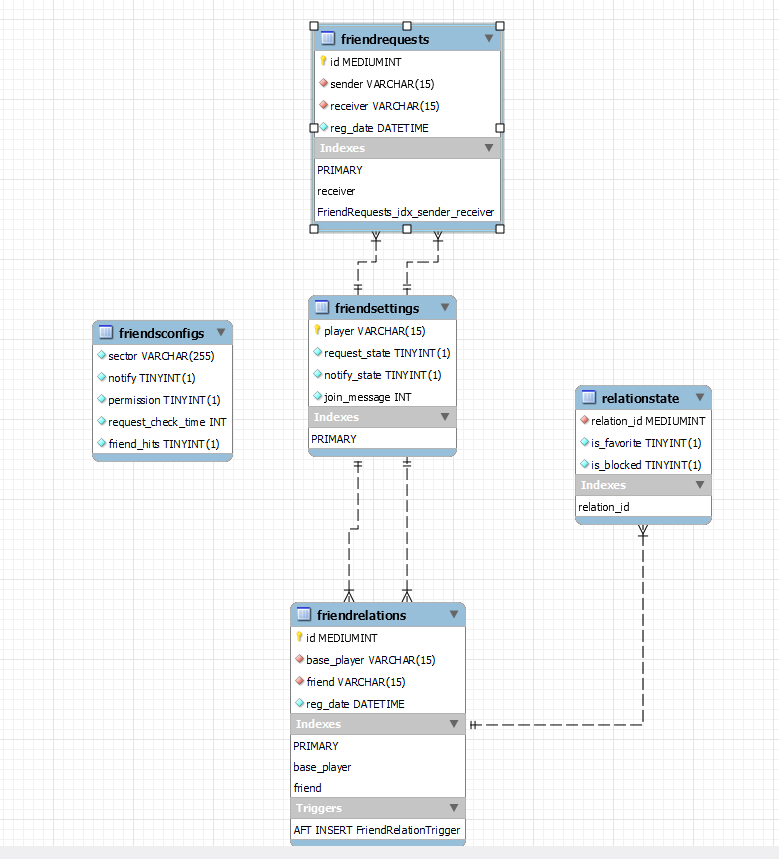 friendrequests
id MEDIUMINT
sender VARCHAR(15)
receiver VARCHAR(15)
reg_date DATETIME
Indexes
PRIMARY
receiver
FriendRequests_idx_sender_receiver
friendsconfigs
sector VARCHAR(255)
notify TINYINT(1)
permission TINYINT(1)
request_check_time INT
friend_hits TINYINT(1)
friendsettings
player VARCHAR(15)
request_state TINYINT(1)
notify_state TINYINT(1)
join_message INT
Indexes
PRIMARY
relationstate
relation_id MEDIUMINT
is_favorite TINYINT(1)
is_blocked TINYINT(1)
Indexes
relation_id
friendrelations
id MEDIUMINT
base_player VARCHAR(15)
friend VARCHAR(15)
reg_date DATETIME
Indexes
PRIMARY
base_player
friend
Triggers
AFT INSERT FriendRelationTrigger